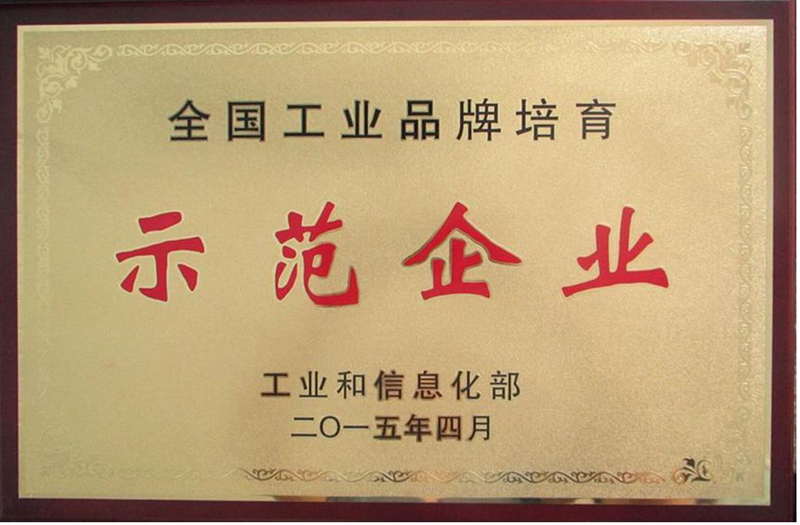 全国工业品牌培育
示范企业
工业和信息化部
二〇一五年四月